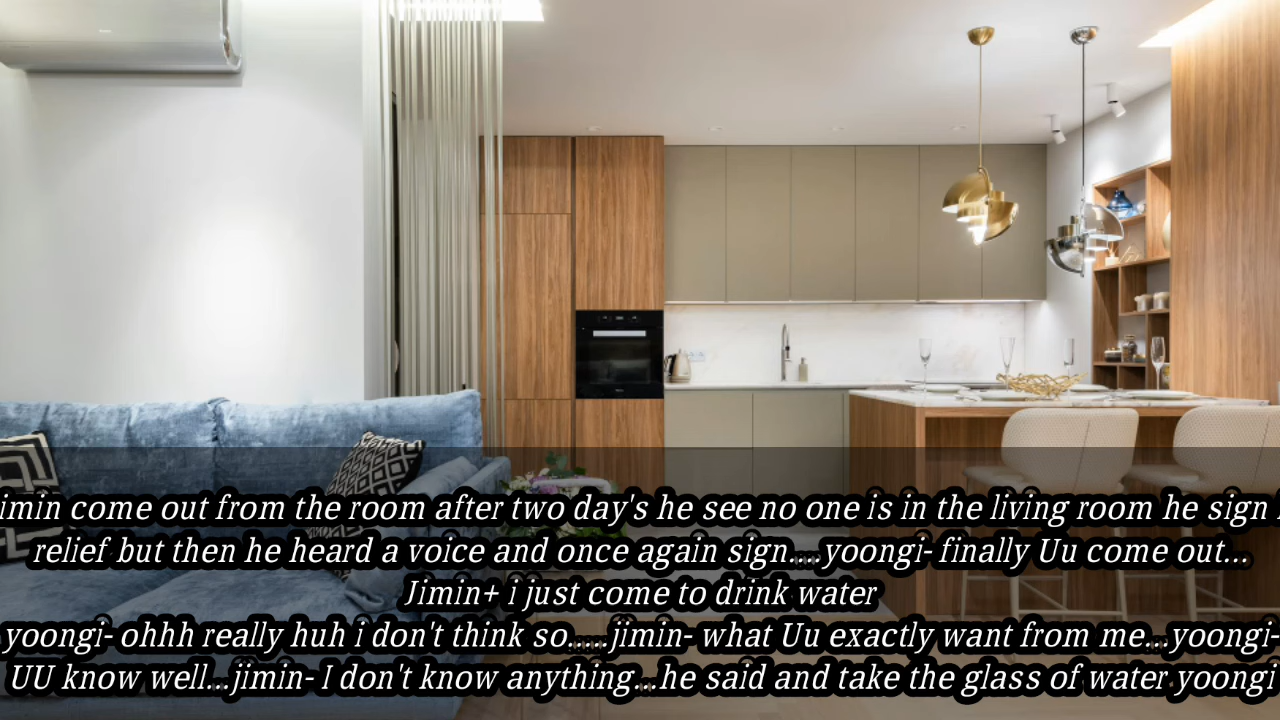 imin come out from the room after two day's he see no one is in the living room he sign
relief but then he heard a voice and once again sign....yoongi- finally Uu come out...
Jimin+ i just come to drink water
yoongi- ohhh really huh i don't think so.....jimin- what Uu exactly want from me...yoongi-
UU know well...jimin- I don't know anything...he said and take the glass of water yoongi